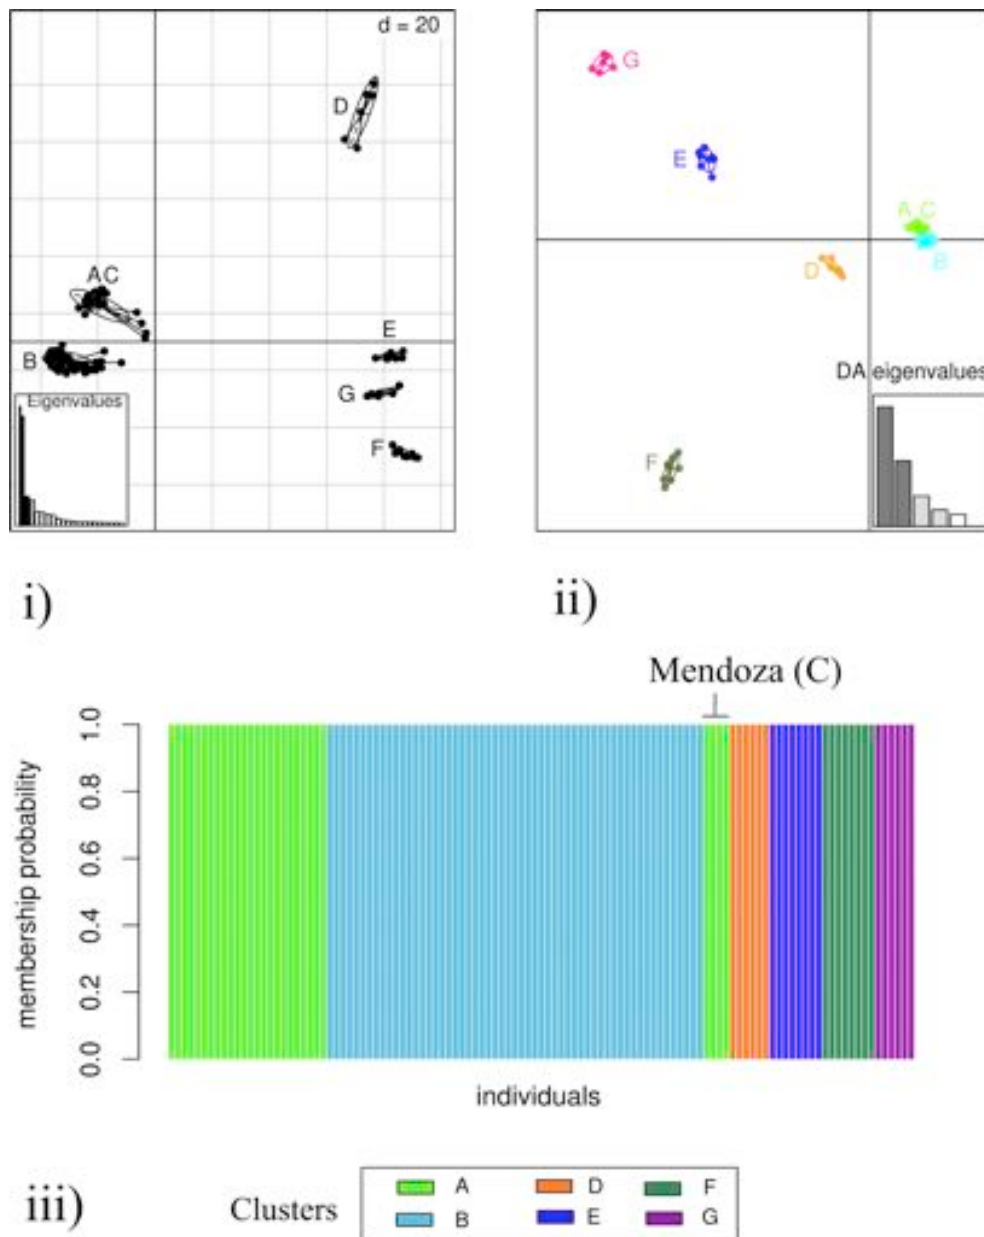 d = 20
D
A C
B
E
G
F
Eigenvalues
i)
G
E
A C
B
D
F
DA eigenvalues
ii)
Mendoza (C)
membership probability
1.0
0.8
0.6
0.4
0.2
0.0
individuals
iii)
Clusters
A D F
B E G